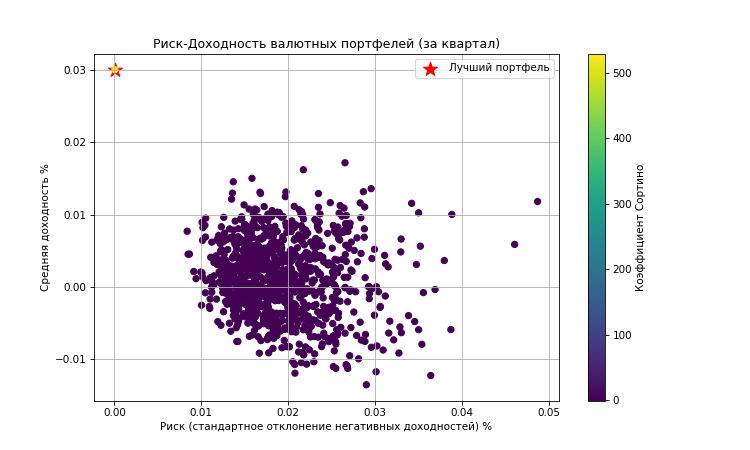 Риск-Доходность валютных портфелей (за квартал)
Лучший портфель
0.03
0.02
0.01
0.00
−0.01
Средняя доходность %
0.00 0.01 0.02 0.03 0.04 0.05
Риск (стандартное отклонение негативных доходностей) %
500
400
300
200
100
0
Коэффициент Сортино